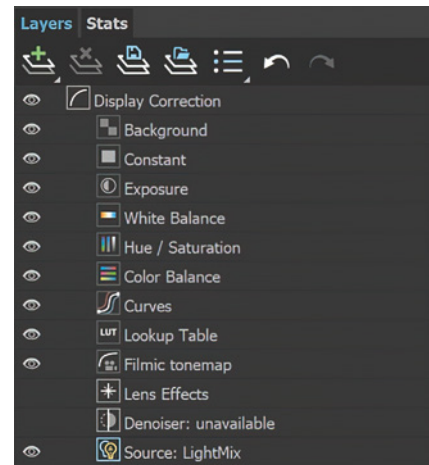 Layers Stats
Display Correction
Background
Constant
Exposure
White Balance
Hue / Saturation
Color Balance
Curves
LUT Lookup Table
Filmic tonemap
Lens Effects
Denoiser: unavailable
Source: LightMix